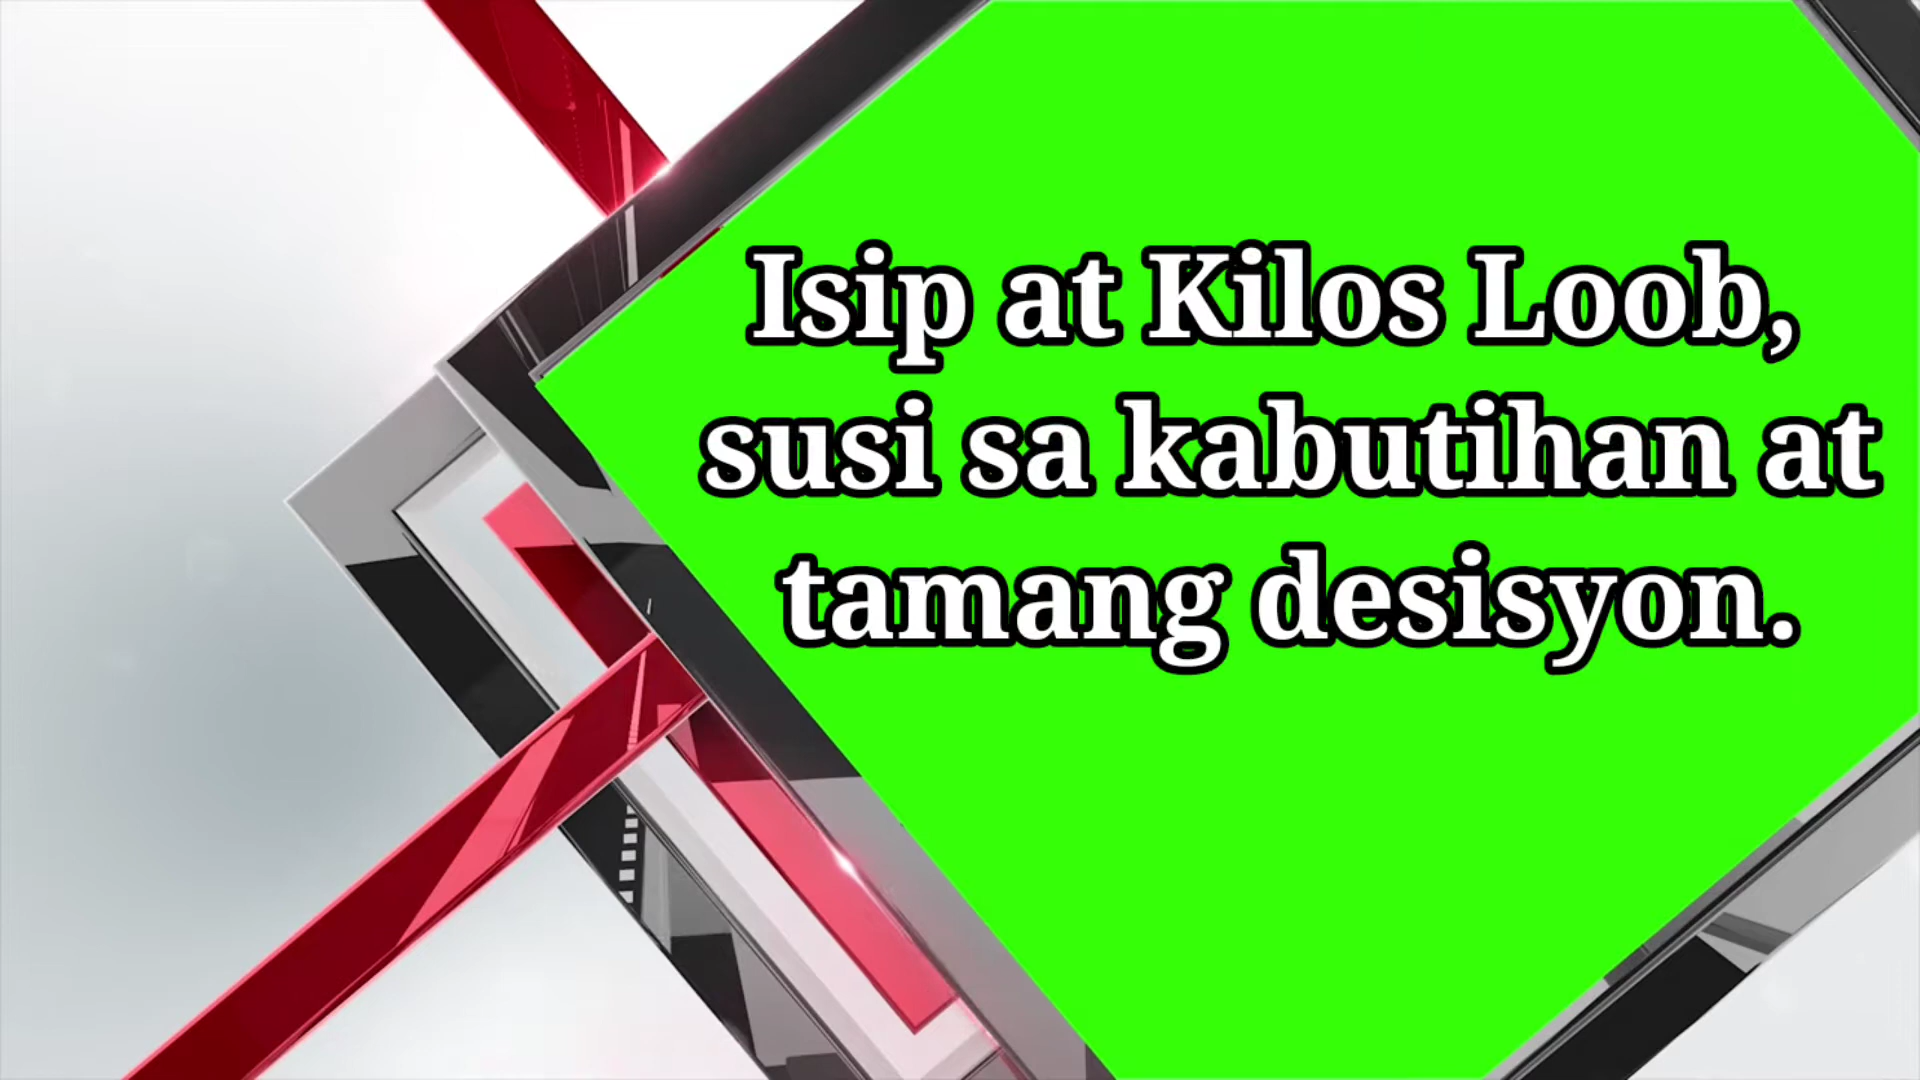 Isip at Kilos Loob,
susi sa kabutihan at
tamang desisyon.